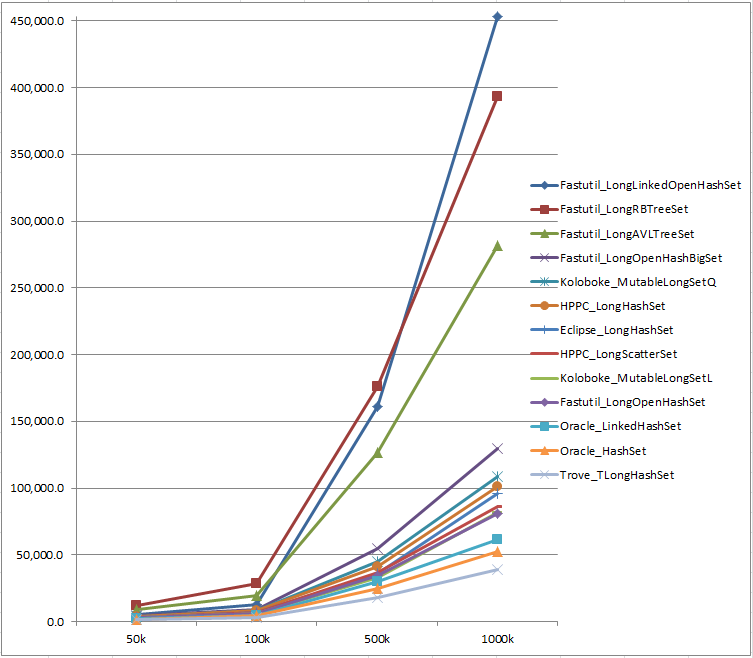 450,000.0
400,000.0
350,000.0
300,000.0
250,000.0
200,000.0
150,000.0
100,000.0
50,000.0
0.0
50k 100k 500k 1000k
Fastutil_LongLinkedOpenHashSet
Fastutil_LongRBTreeSet
Fastutil_LongAVLTreeSet
Fastutil_LongOpenHashBigSet
Koloboke_MutableLongSetQ
HPPC_LongHashSet
Eclipse_LongHashSet
HPPC_LongScatterSet
Koloboke_MutableLongSetL
Fastutil_LongOpenHashSet
Oracle_LinkedHashSet
Oracle_HashSet
Trove_TLongHashSet